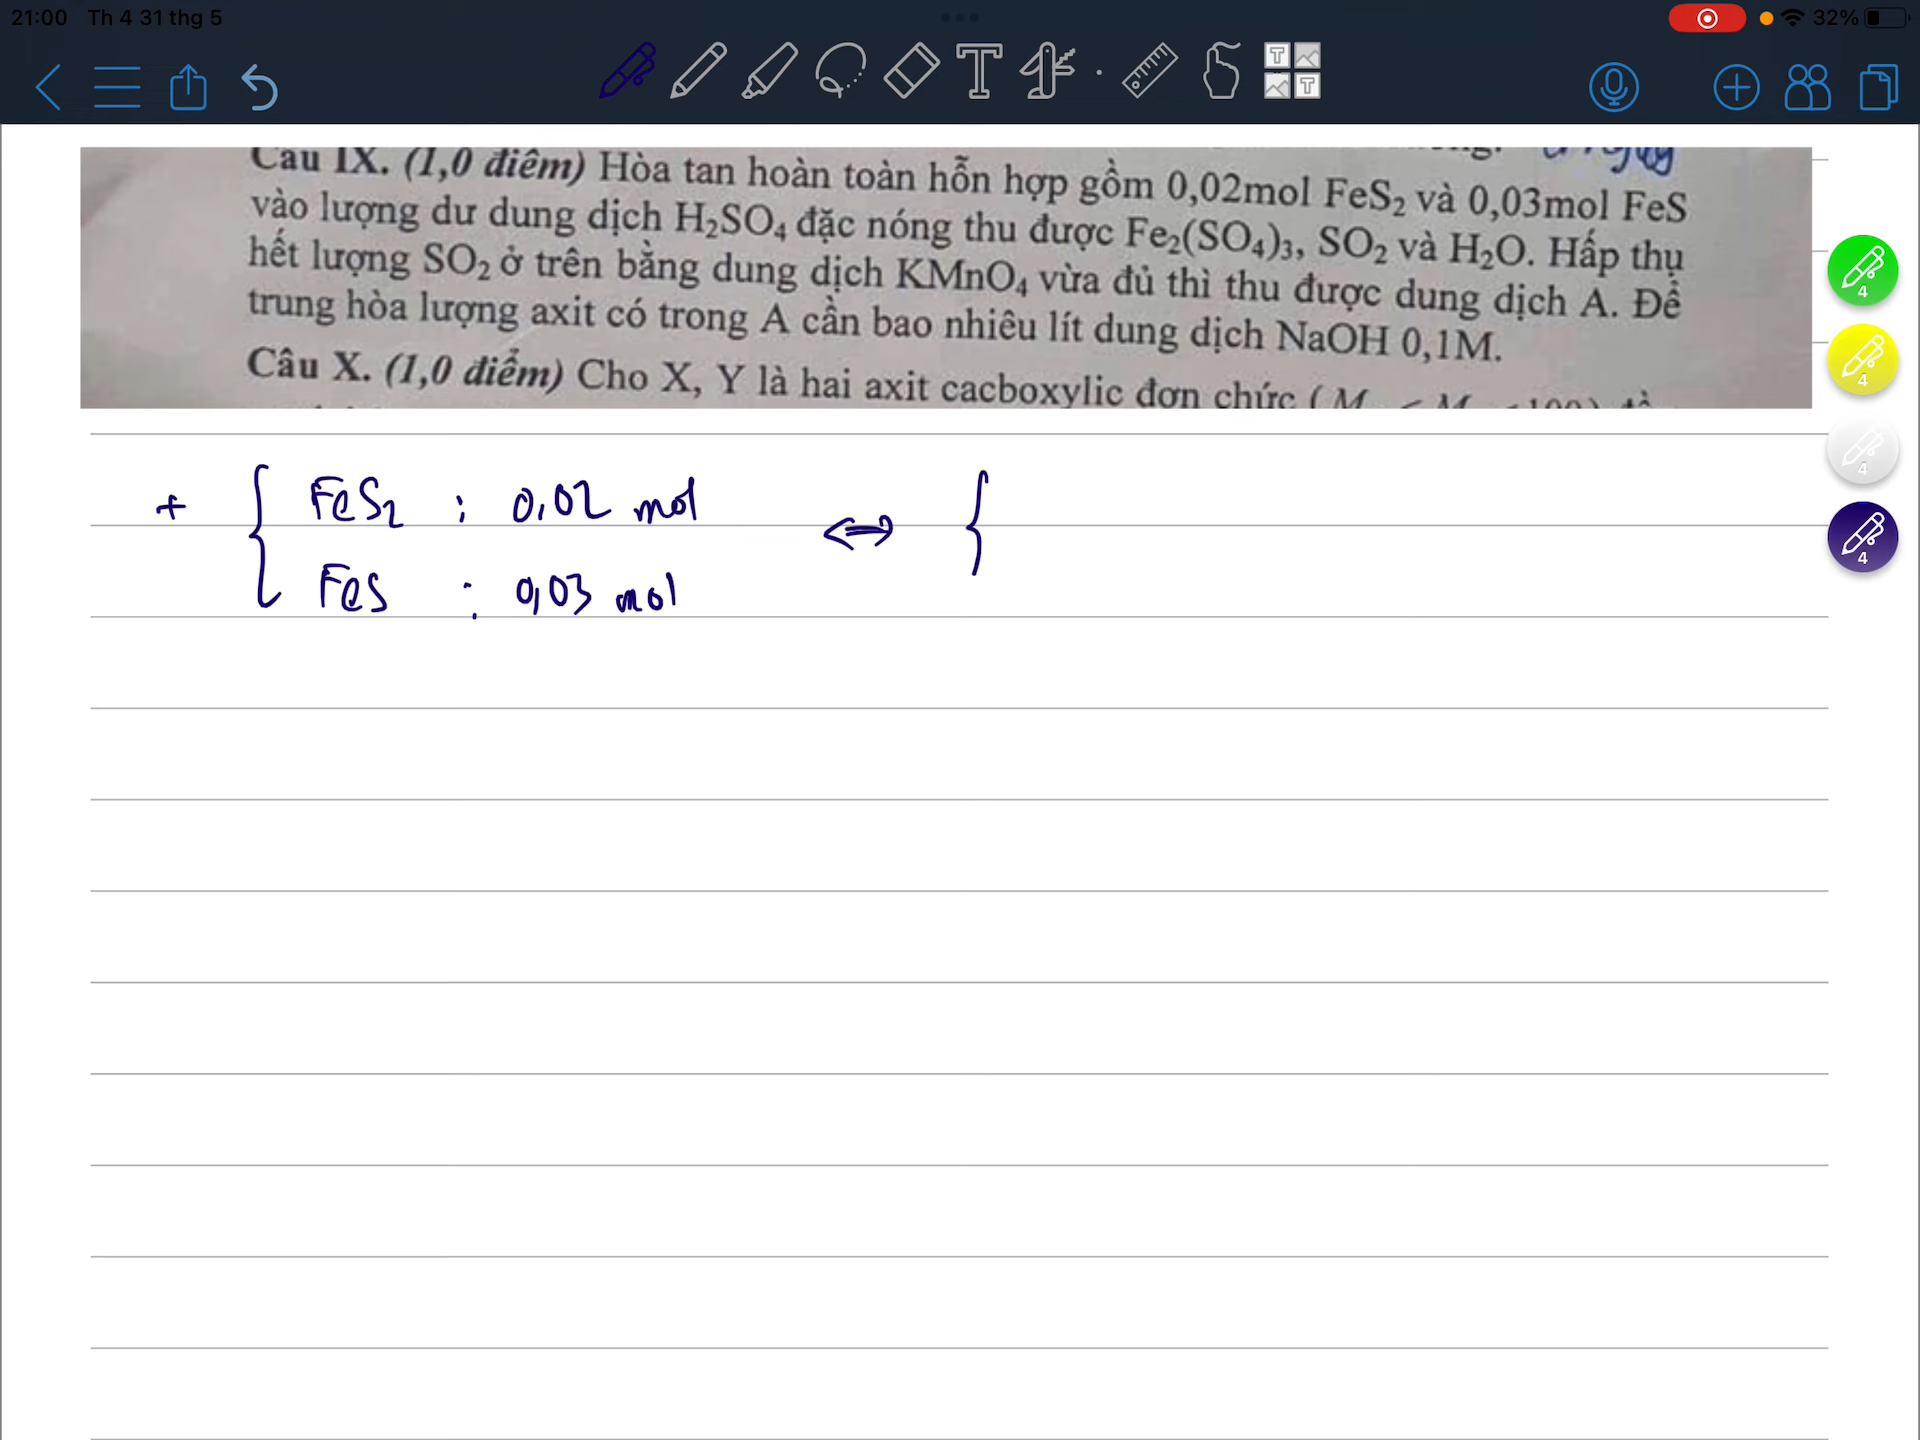 21:00 Th 4 31 thg 5
32%
Câu IX. (1,0 điểm) Hòa tan hoàn toàn hỗn hợp gồm 0,02mol FeS₂ và 0,03mol FeS
vào lượng dư dung dịch H₂SO₄ đặc nóng thu được Fe₂(SO₄)₃, SO₂ và H₂O. Hấp thụ
hết lượng SO₂ ở trên bằng dung dịch KMnO₄ vừa đủ thì thu được dung dịch A. Để
trung hòa lượng axit có trong A cần bao nhiêu lít dung dịch NaOH 0,1M.
Câu X. (1,0 điểm) Cho X, Y là hai axit cacboxylic đơn chức (
+ { FeS₂ : 0,02 mol ⇔ {
FeS : 0,03 mol
4
4
4
4